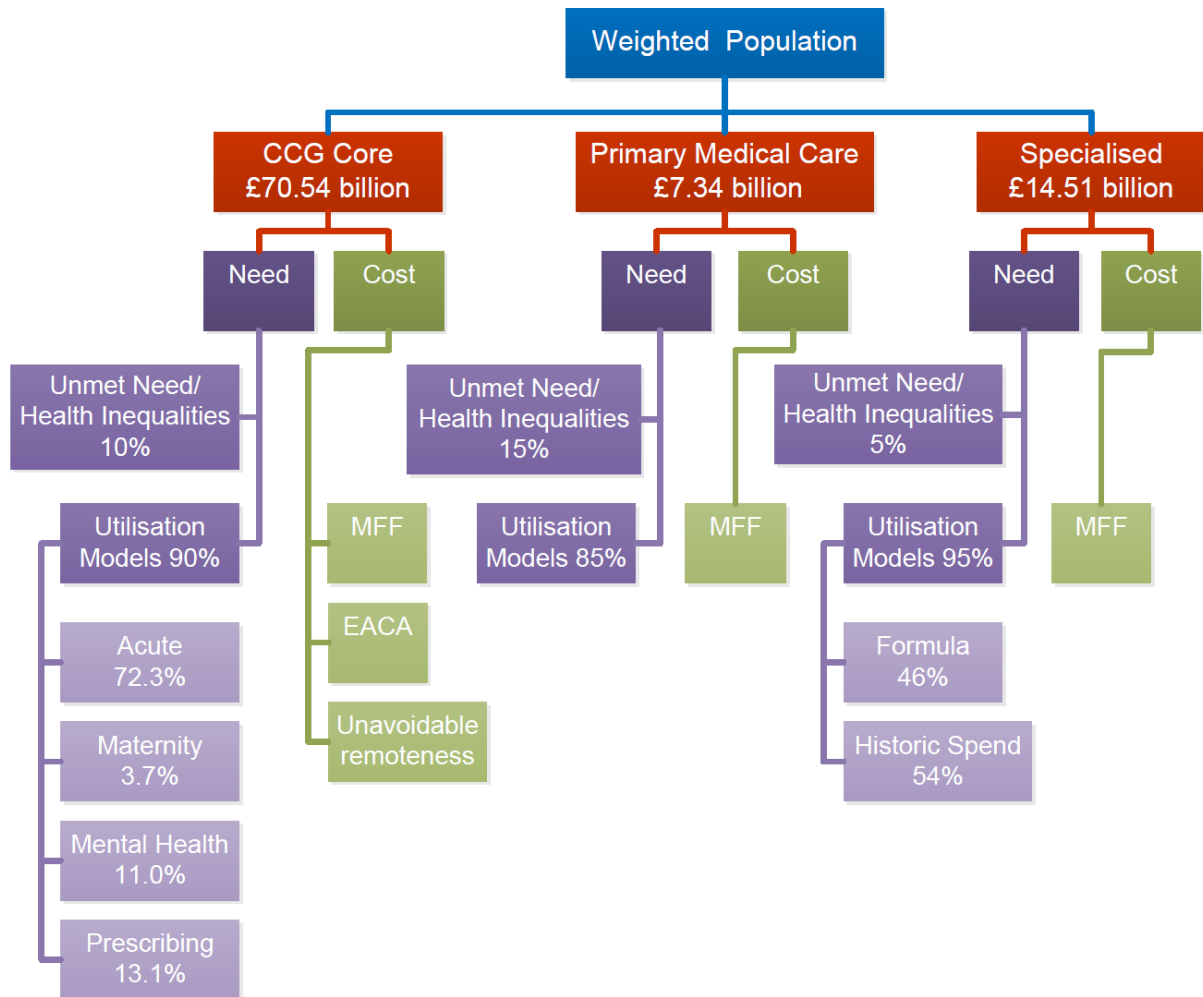 Weighted Population
CCG Core
£70.54 billion
Primary Medical Care
£7.34 billion
Specialised
£14.51 billion
Need
Cost
Need
Cost
Need
Cost
Unmet Need/
Health Inequalities
10%
Unmet Need/
Health Inequalities
15%
Unmet Need/
Health Inequalities
5%
Utilisation
Models 90%
MFF
Utilisation
Models 85%
MFF
Utilisation
Models 95%
MFF
Acute
72.3%
EACA
Formula
46%
Maternity
3.7%
Unavoidable
remoteness
Historic Spend
54%
Mental Health
11.0%
Prescribing
13.1%